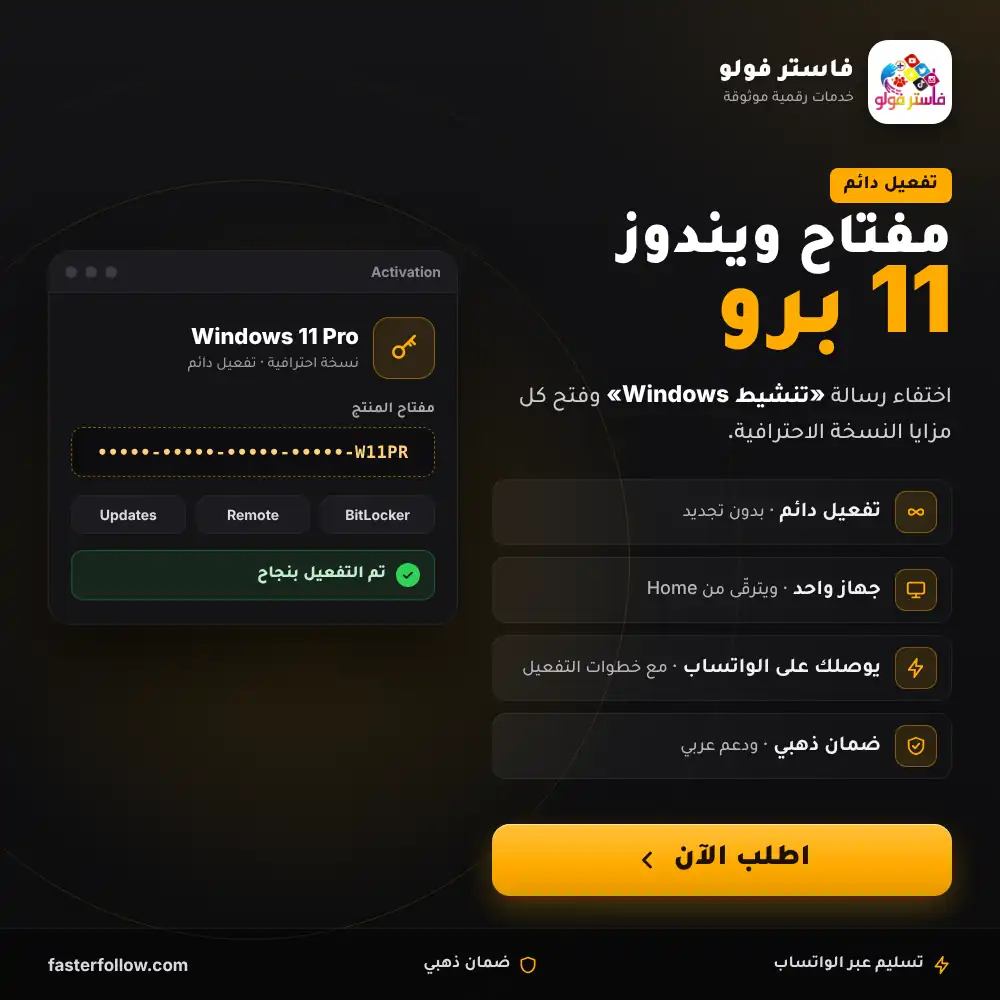 فاستر فولو
فاستر فولو
خدمات رقمية موثوقة
تفعيل دائم
مفتاح ويندوز
11 برو
اختفاء رسالة «تنشيط Windows» وفتح كل
مزايا النسخة الاحترافية.
تفعيل دائم · بدون تجديد
جهاز واحد · ويترقّى من Home
يوصلك على الواتساب · مع خطوات التفعيل
ضمان ذهبي · ودعم عربي
اطلب الآن
Activation
Windows 11 Pro
نسخة احترافية · تفعيل دائم
مفتاح المنتج
•••••-•••••-•••••-•••••-W11PR
BitLocker
Remote
Updates
تم التفعيل بنجاح
تسليم عبر الواتساب
ضمان ذهبي
fasterfollow.com